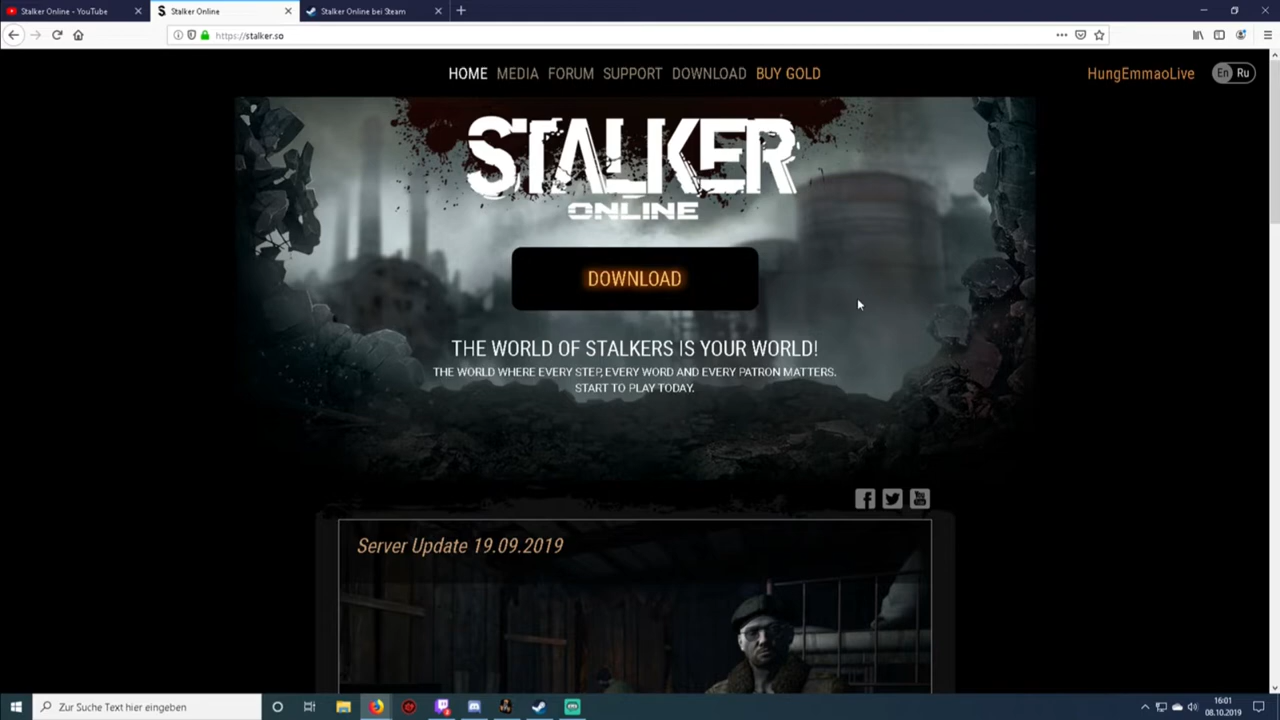 Stalker Online - YouTube
Stalker Online
Stalker Online bei Steam
https://stalker.so
HOME MEDIA FORUM SUPPORT DOWNLOAD BUY GOLD
HungEmmaoLive
En Ru
STALKER
ONLINE
DOWNLOAD
THE WORLD OF STALKERS IS YOUR WORLD!
THE WORLD WHERE EVERY STEP, EVERY WORD AND EVERY PATRON MATTERS.
START TO PLAY TODAY.
Server Update 19.09.2019
Zur Suche Text hier eingeben
16:01
08.10.2019